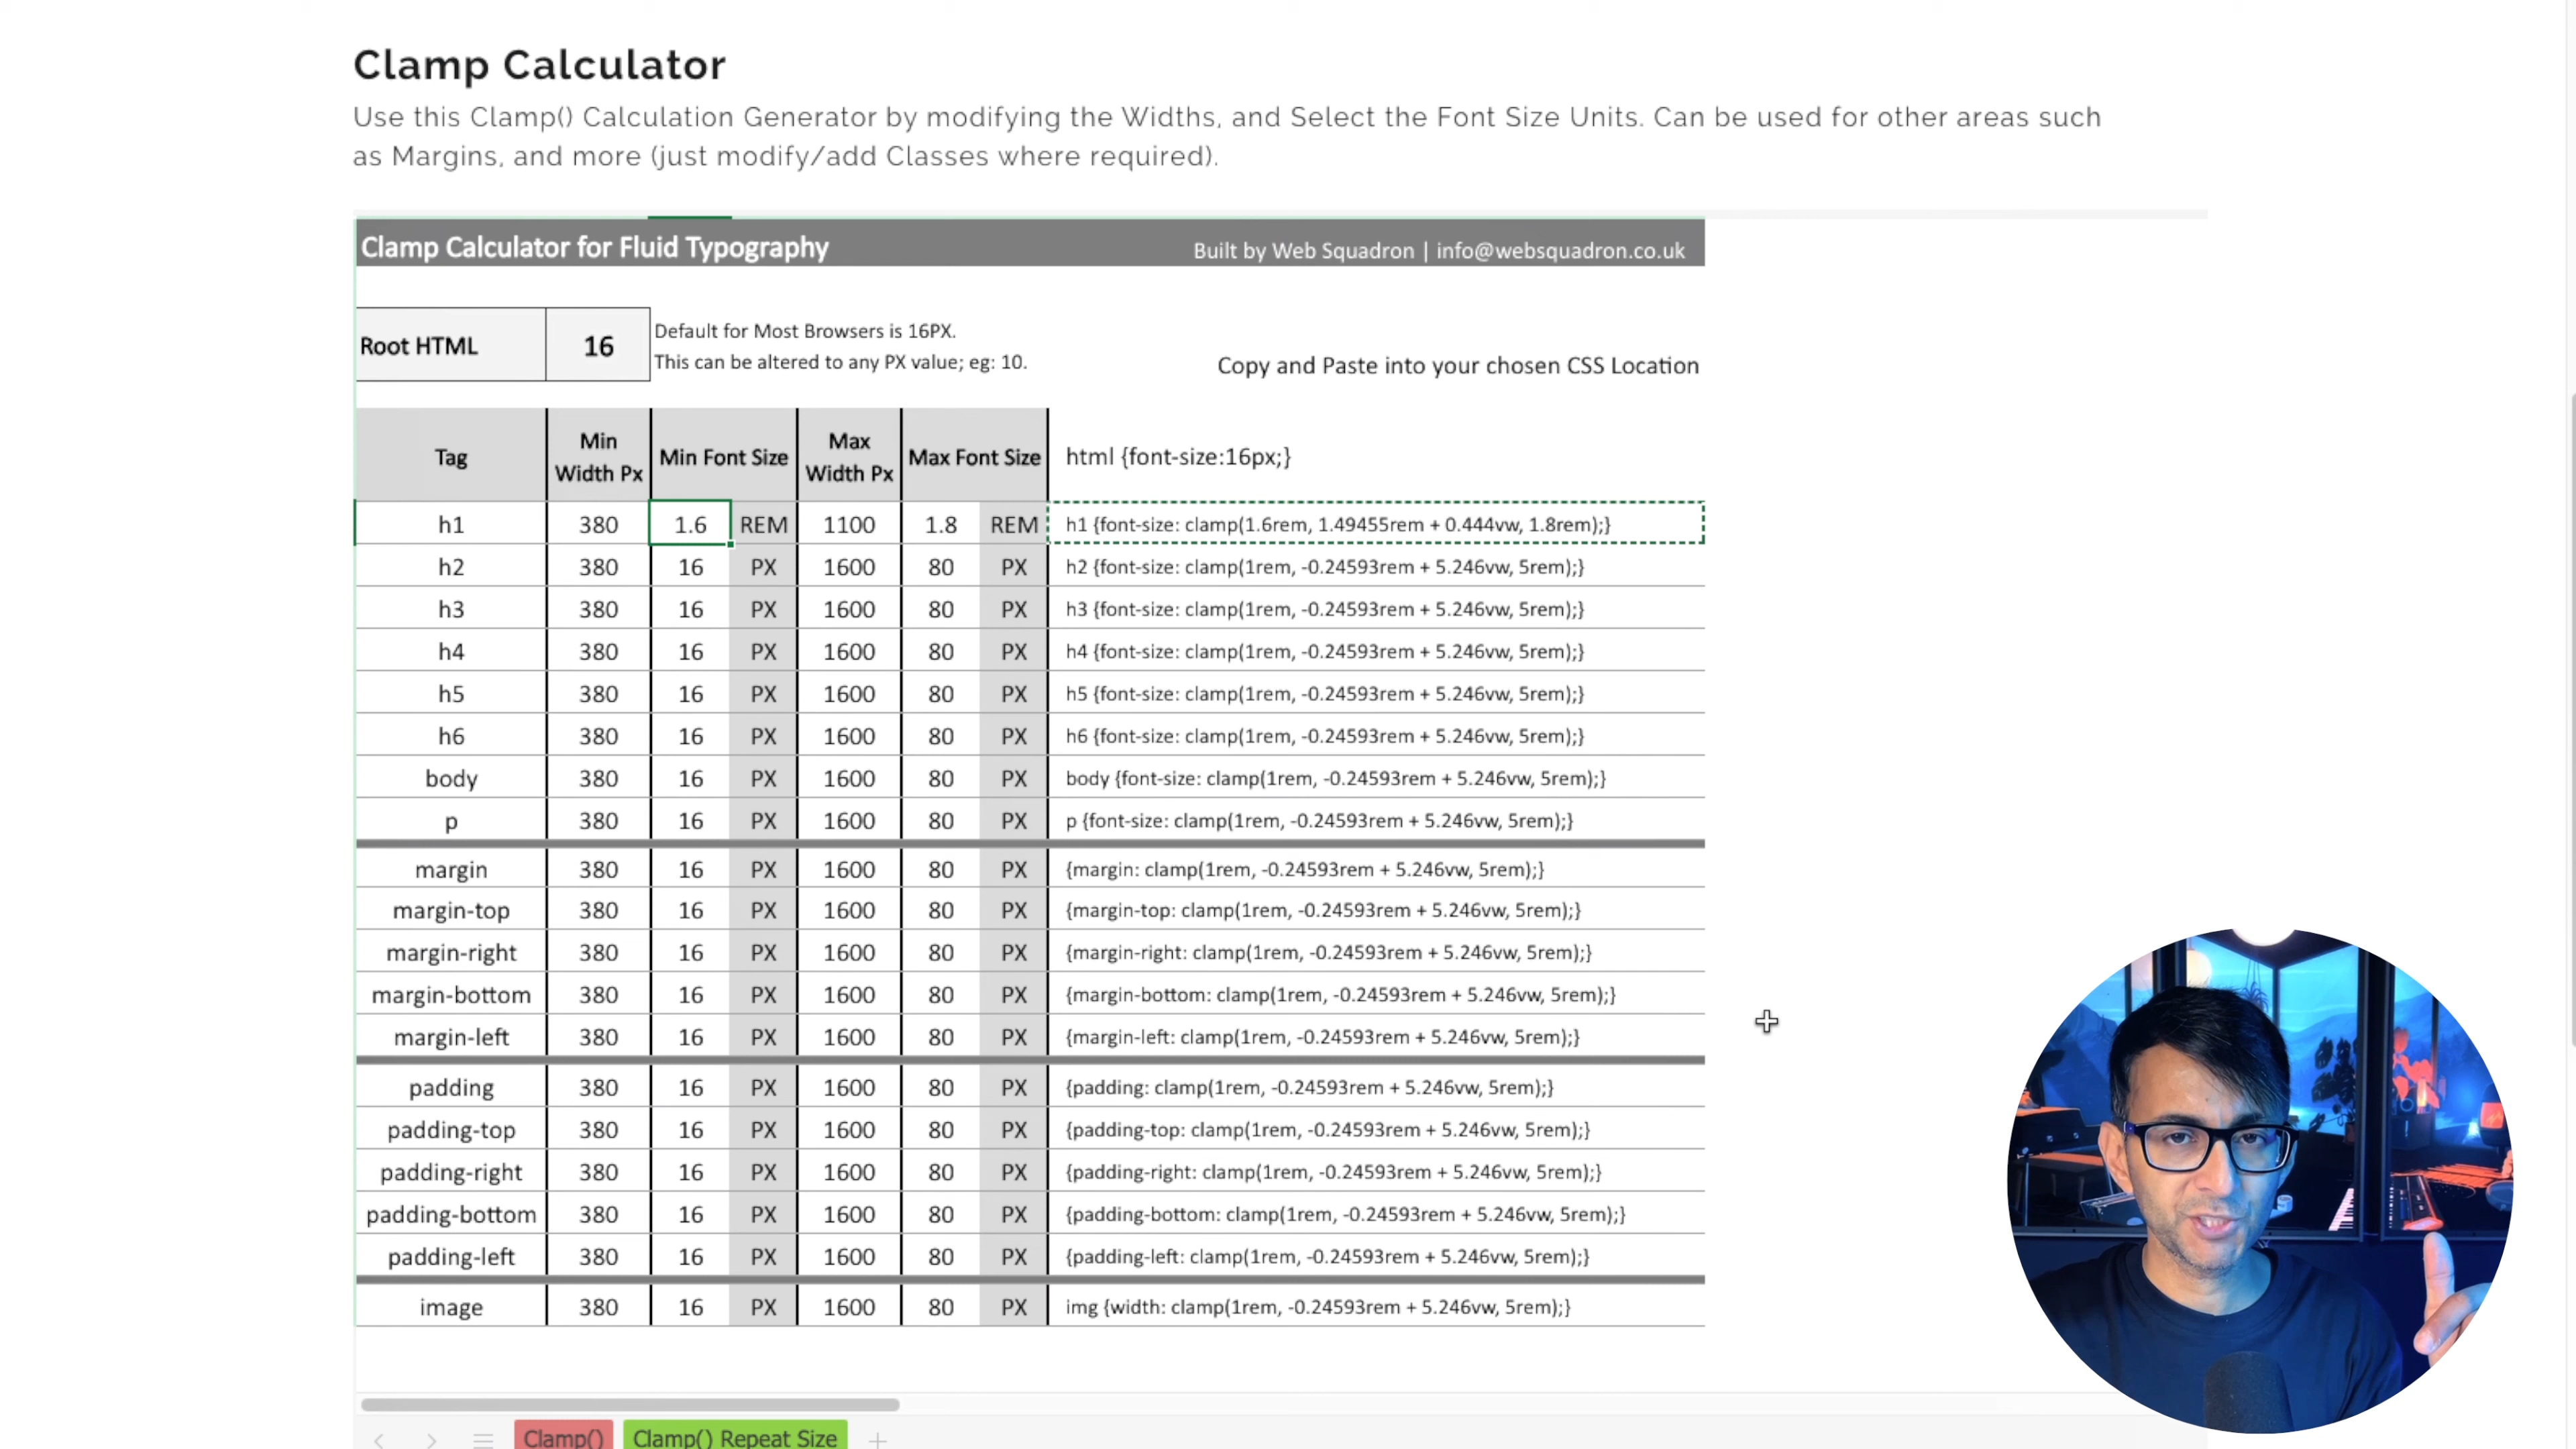 Clamp Calculator
Use this Clamp() Calculation Generator by modifying the Widths, and Select the Font Size Units. Can be used for other areas such
as Margins, and more (just modify/add Classes where required).
Clamp Calculator for Fluid Typography Built by Web Squadron | info@websquadron.co.uk
Root HTML 16 Default for Most Browsers is 16PX.
This can be altered to any PX value; eg: 10.
Copy and Paste into your chosen CSS Location
Tag Min Width Px Min Font Size Max Width Px Max Font Size html {font-size:16px;}
h1 380 1.6 REM 1100 1.8 REM h1 {font-size: clamp(1.6rem, 1.49455rem + 0.444vw, 1.8rem);}
h2 380 16 PX 1600 80 PX h2 {font-size: clamp(1rem, -0.24593rem + 5.246vw, 5rem);}
h3 380 16 PX 1600 80 PX h3 {font-size: clamp(1rem, -0.24593rem + 5.246vw, 5rem);}
h4 380 16 PX 1600 80 PX h4 {font-size: clamp(1rem, -0.24593rem + 5.246vw, 5rem);}
h5 380 16 PX 1600 80 PX h5 {font-size: clamp(1rem, -0.24593rem + 5.246vw, 5rem);}
h6 380 16 PX 1600 80 PX h6 {font-size: clamp(1rem, -0.24593rem + 5.246vw, 5rem);}
body 380 16 PX 1600 80 PX body {font-size: clamp(1rem, -0.24593rem + 5.246vw, 5rem);}
p 380 16 PX 1600 80 PX p {font-size: clamp(1rem, -0.24593rem + 5.246vw, 5rem);}
margin 380 16 PX 1600 80 PX {margin: clamp(1rem, -0.24593rem + 5.246vw, 5rem);}
margin-top 380 16 PX 1600 80 PX {margin-top: clamp(1rem, -0.24593rem + 5.246vw, 5rem);}
margin-right 380 16 PX 1600 80 PX {margin-right: clamp(1rem, -0.24593rem + 5.246vw, 5rem);}
margin-bottom 380 16 PX 1600 80 PX {margin-bottom: clamp(1rem, -0.24593rem + 5.246vw, 5rem);}
margin-left 380 16 PX 1600 80 PX {margin-left: clamp(1rem, -0.24593rem + 5.246vw, 5rem);}
padding 380 16 PX 1600 80 PX {padding: clamp(1rem, -0.24593rem + 5.246vw, 5rem);}
padding-top 380 16 PX 1600 80 PX {padding-top: clamp(1rem, -0.24593rem + 5.246vw, 5rem);}
padding-right 380 16 PX 1600 80 PX {padding-right: clamp(1rem, -0.24593rem + 5.246vw, 5rem);}
padding-bottom 380 16 PX 1600 80 PX {padding-bottom: clamp(1rem, -0.24593rem + 5.246vw, 5rem);}
padding-left 380 16 PX 1600 80 PX {padding-left: clamp(1rem, -0.24593rem + 5.246vw, 5rem);}
image 380 16 PX 1600 80 PX img {width: clamp(1rem, -0.24593rem + 5.246vw, 5rem);}
Clamp() Clamp() Repeat Size